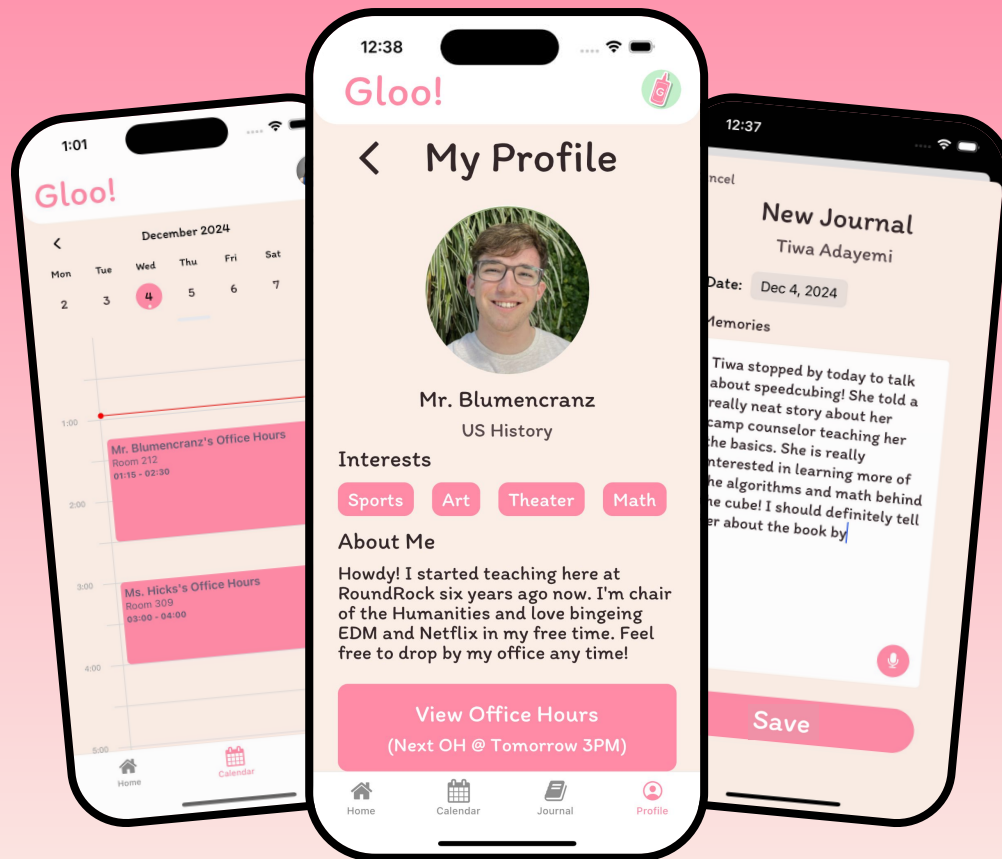 1:01
Gloo!
December 2024
Mon Tue Wed Thu Fri Sat
2 3 4 5 6 7
1:00
Mr. Blumencranz's Office Hours
Room 212
01:15 - 02:30
2:00
3:00
Ms. Hicks's Office Hours
Room 309
03:00 - 04:00
4:00
5:00
Home
Calendar
12:38
Gloo!
G
My Profile
Mr. Blumencranz
US History
Interests
Sports Art Theater Math
About Me
Howdy! I started teaching here at
RoundRock six years ago now. I'm chair
of the Humanities and love bingeing
EDM and Netflix in my free time. Feel
free to drop by my office any time!
View Office Hours
(Next OH @ Tomorrow 3PM)
Home Calendar Journal Profile
12:37
ncel
New Journal
Tiwa Adayemi
Date: Dec 4, 2024
Memories
Tiwa stopped by today to talk
about speedcubing! She told a
really neat story about her
camp counselor teaching her
the basics. She is really
nterested in learning more of
he algorithms and math behind
he cube! I should definitely tell
er about the book by
Save